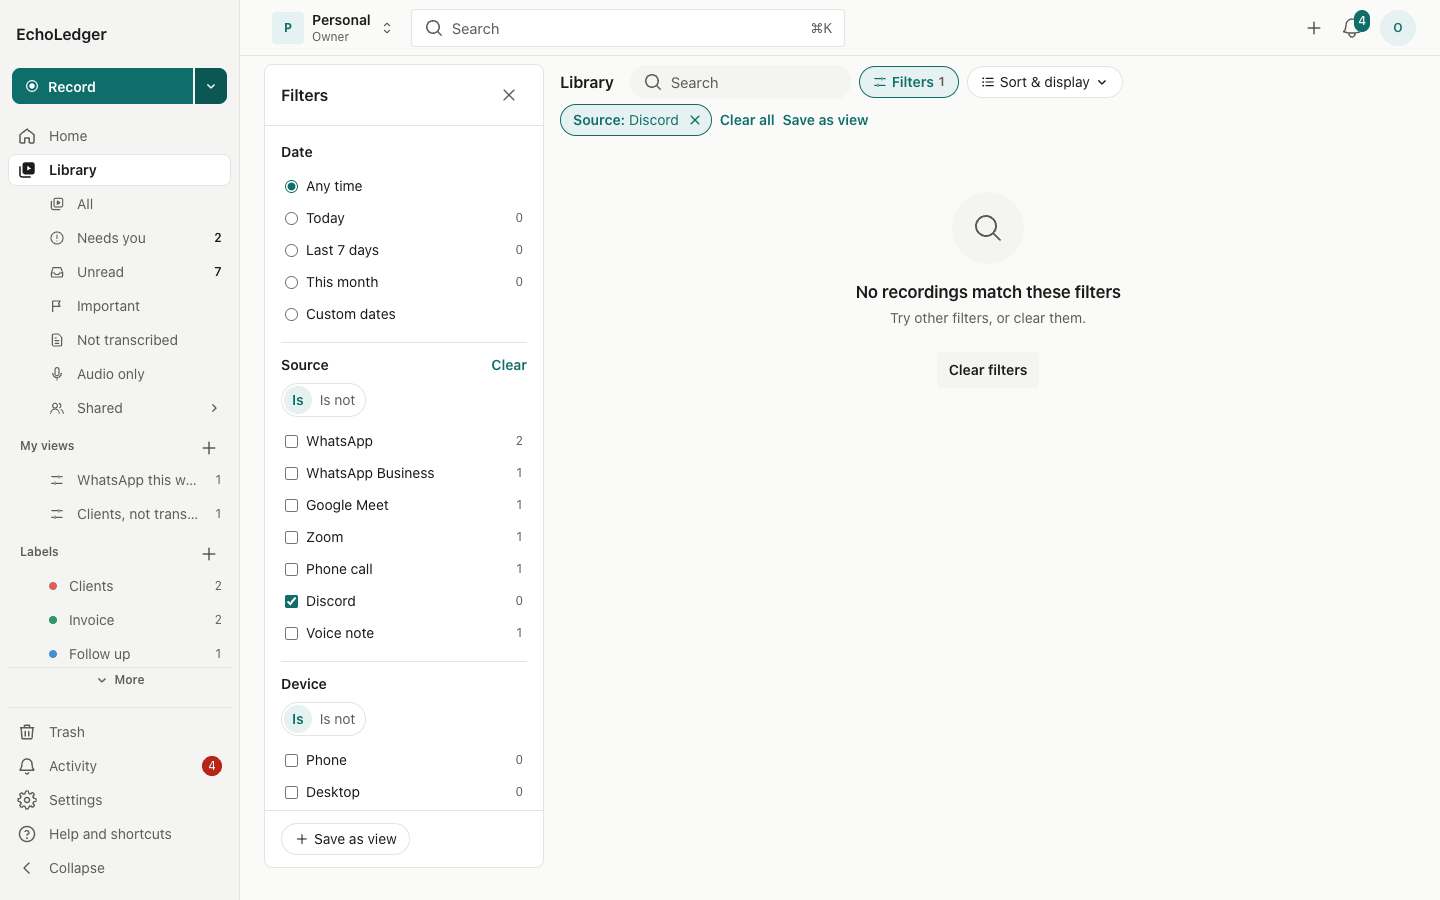 EchoLedger
Record
Home
Library
All
Needs you 2
Unread 7
Important
Not transcribed
Audio only
Shared
My views
WhatsApp this w... 1
Clients, not trans... 1
Labels
Clients 2
Invoice 2
Follow up 1
More
Trash
Activity 4
Settings
Help and shortcuts
Collapse
P Personal
Owner
Search ⌘K
4
O
Filters
Date
Any time
Today 0
Last 7 days 0
This month 0
Custom dates
Source Clear
Is Is not
WhatsApp 2
WhatsApp Business 1
Google Meet 1
Zoom 1
Phone call 1
Discord 0
Voice note 1
Device
Is Is not
Phone 0
Desktop 0
Save as view
Library Search Filters 1 Sort & display
Source: Discord Clear all Save as view
No recordings match these filters
Try other filters, or clear them.
Clear filters